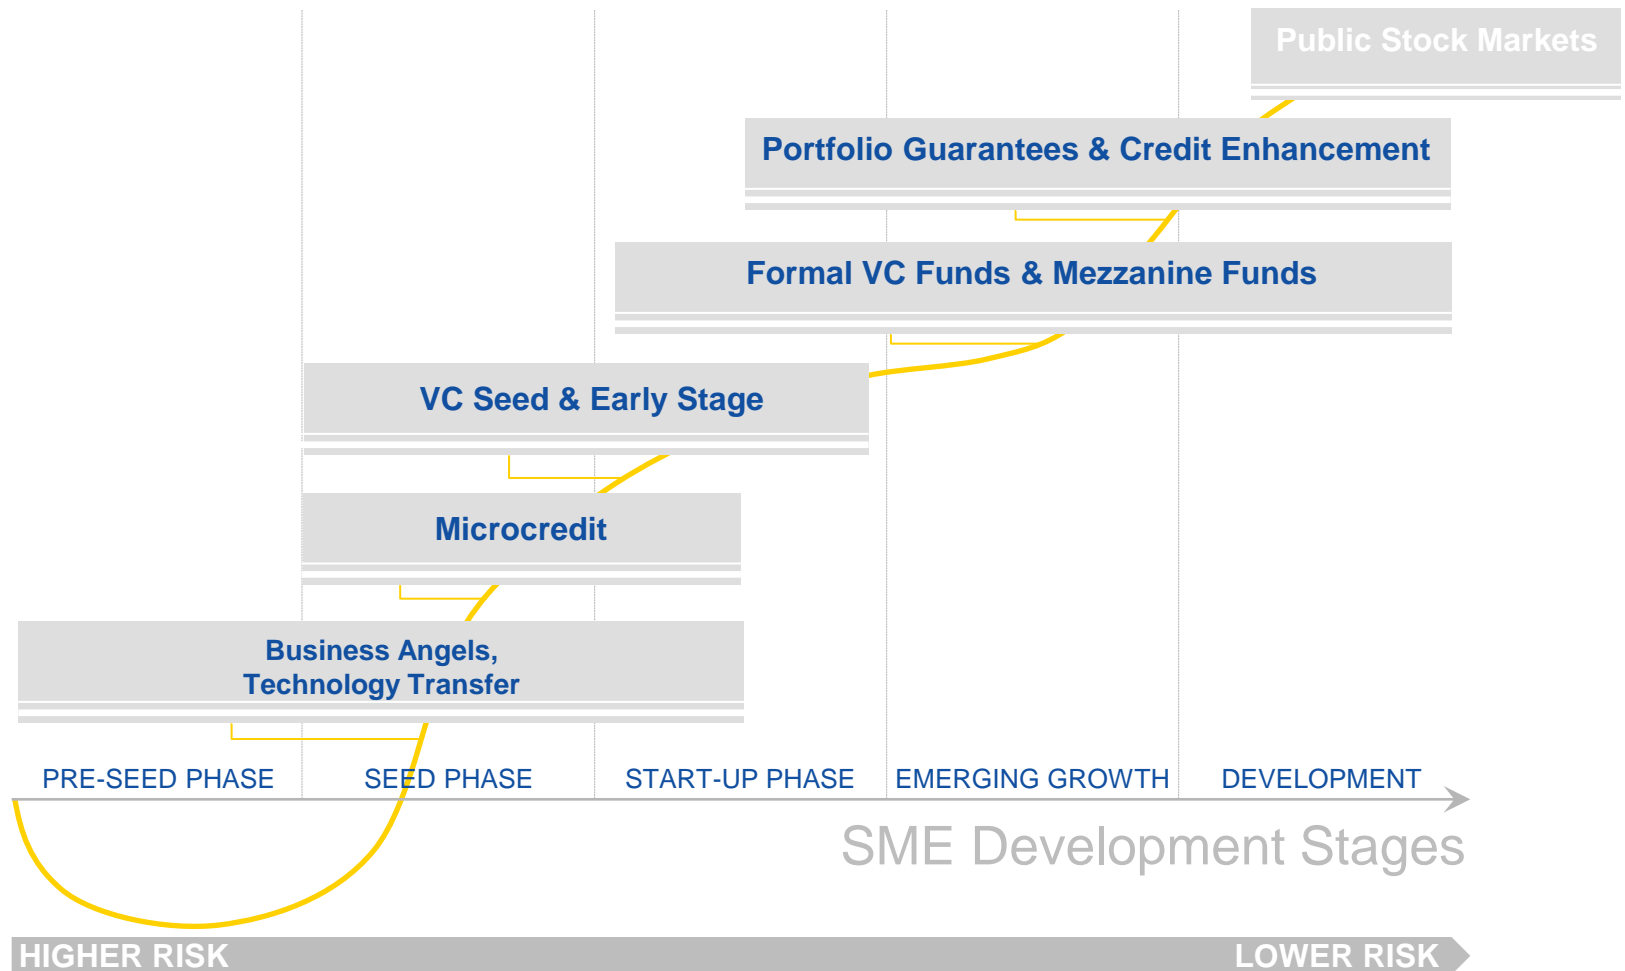 Public Stock Markets
Portfolio Guarantees & Credit Enhancement
Formal VC Funds & Mezzanine Funds
VC Seed & Early Stage
Microcredit
Business Angels,
Technology Transfer
PRE-SEED PHASE SEED PHASE START-UP PHASE EMERGING GROWTH DEVELOPMENT
SME Development Stages
HIGHER RISK LOWER RISK